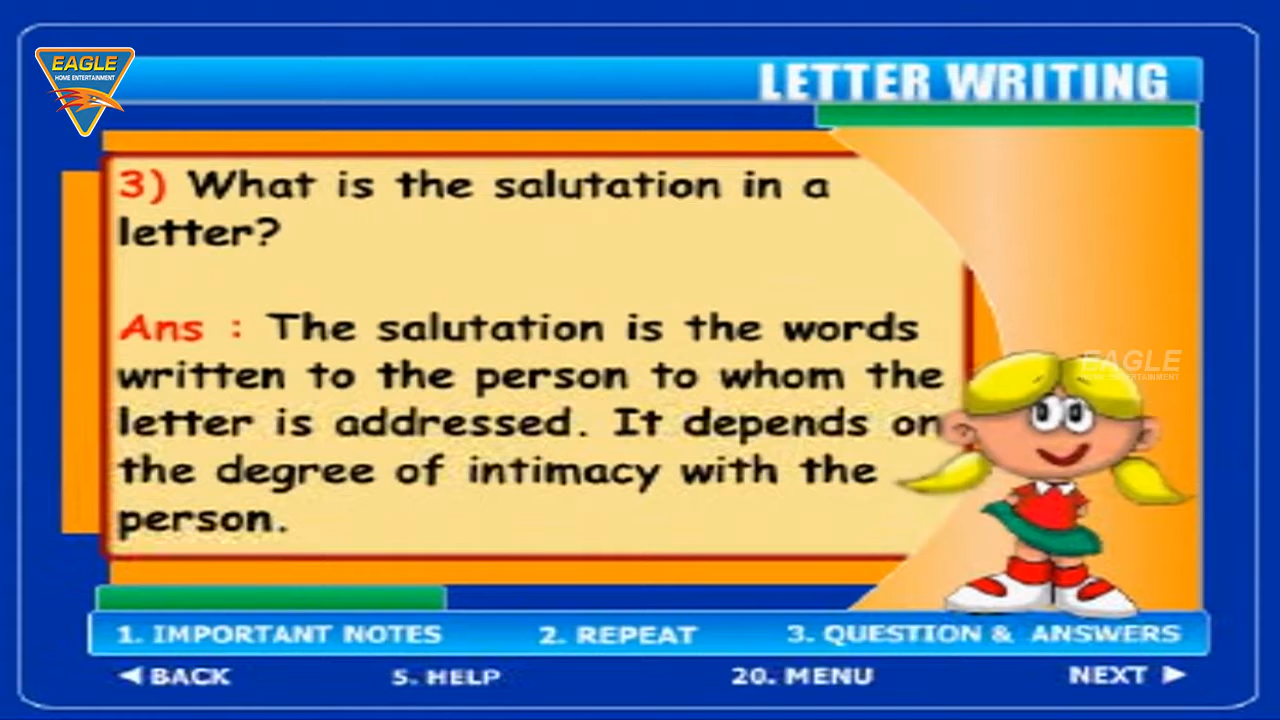 EAGLE
HOME ENTERTAINMENT
LETTER WRITING
3) What is the salutation in a
letter?
Ans : The salutation is the words
written to the person to whom the
letter is addressed. It depends on
the degree of intimacy with the
person.
EAGLE
HOME ENTERTAINMENT
1. IMPORTANT NOTES
2. REPEAT
3. QUESTION & ANSWERS
BACK
5. HELP
20. MENU
NEXT